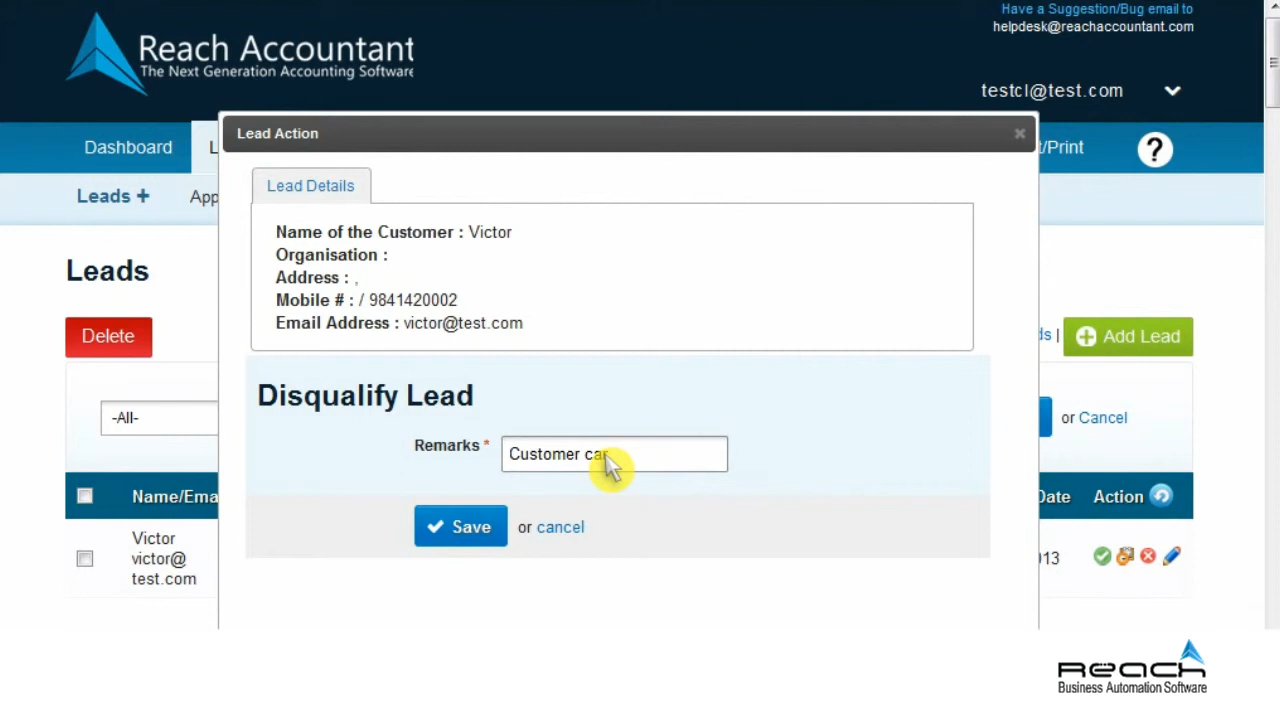 Have a Suggestion/Bug email to
helpdesk@reachaccountant.com
Reach Accountant
The Next Generation Accounting Software
testcl@test.com
Lead Action
Dashboard
L
t/Print
?
Lead Details
Leads +
App
Name of the Customer : Victor
Organisation :
Address : ,
Mobile # : / 9841420002
Email Address : victor@test.com
Leads
Delete
ds |
Add Lead
Disqualify Lead
-All-
or Cancel
Remarks *
Customer car
Name/Ema
Date
Action
Save
or cancel
Victor
victor@
test.com
013
Reach
Business Automation Software